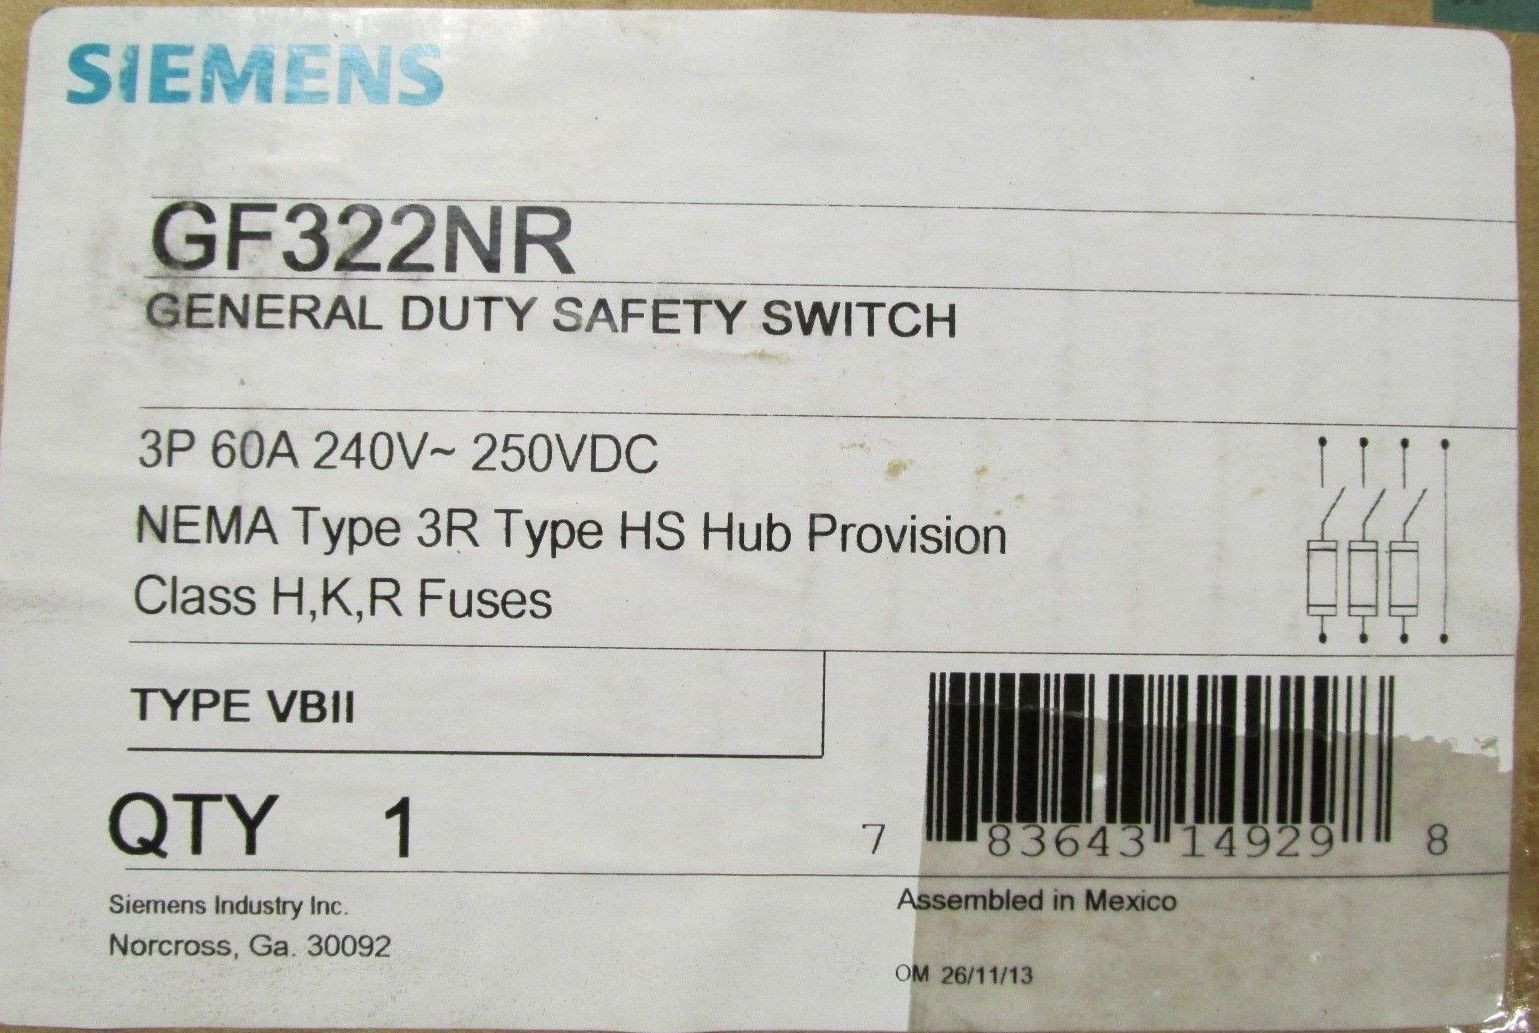 SIEMENS
GF322NR
GENERAL DUTY SAFETY SWITCH
3P 60A 240V~ 250VDC
NEMA Type 3R Type HS Hub Provision
Class H,K,R Fuses
TYPE VBII
QTY 1
7 83643 14929 8
Siemens Industry Inc.
Norcross, Ga. 30092
Assembled in Mexico
OM 26/11/13